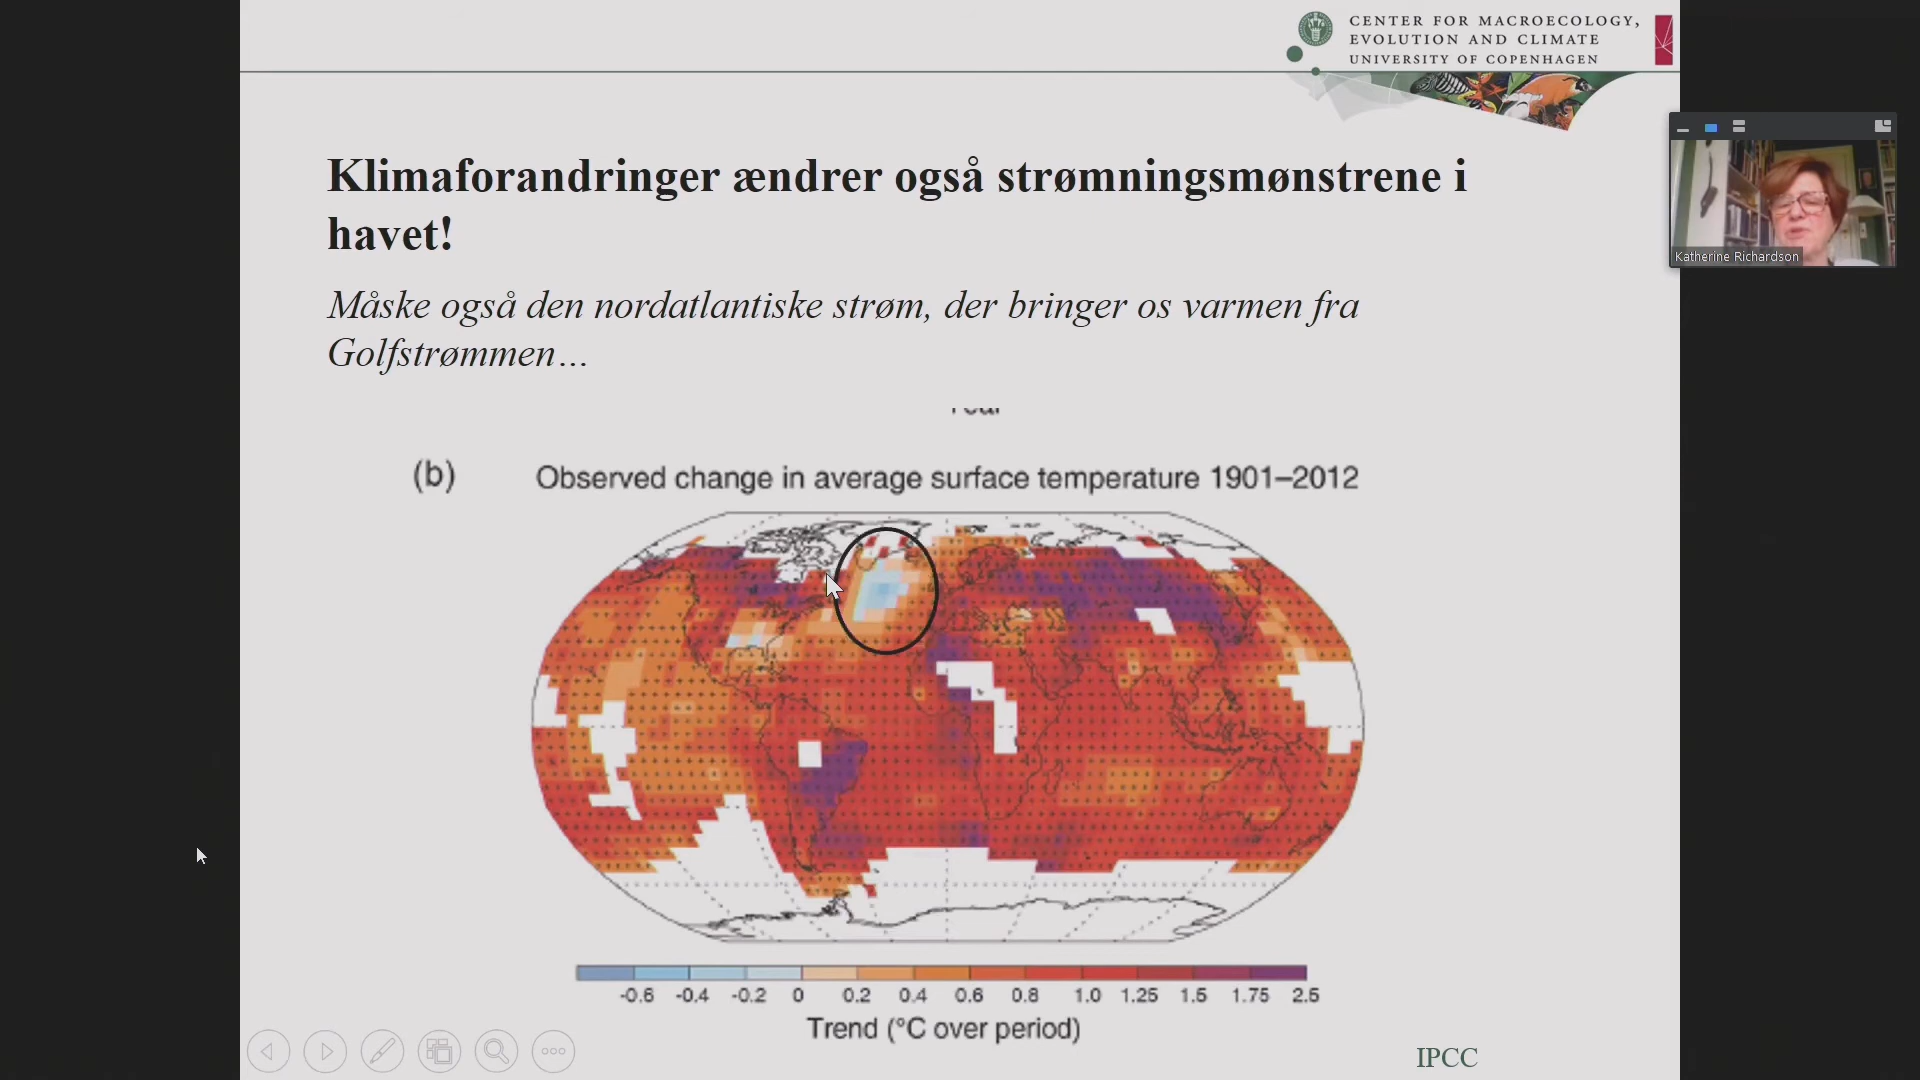 CENTER FOR MACROECOLOGY,
EVOLUTION AND CLIMATE
UNIVERSITY OF COPENHAGEN
Klimaforandringer ændrer også strømningsmønstrene i
havet!
Katherine Richardson
Måske også den nordatlantiske strøm, der bringer os varmen fra
Golfstrømmen…
(b) Observed change in average surface temperature 1901–2012
-0.6 -0.4 -0.2 0 0.2 0.4 0.6 0.8 1.0 1.25 1.5 1.75 2.5
Trend (°C over period)
IPCC